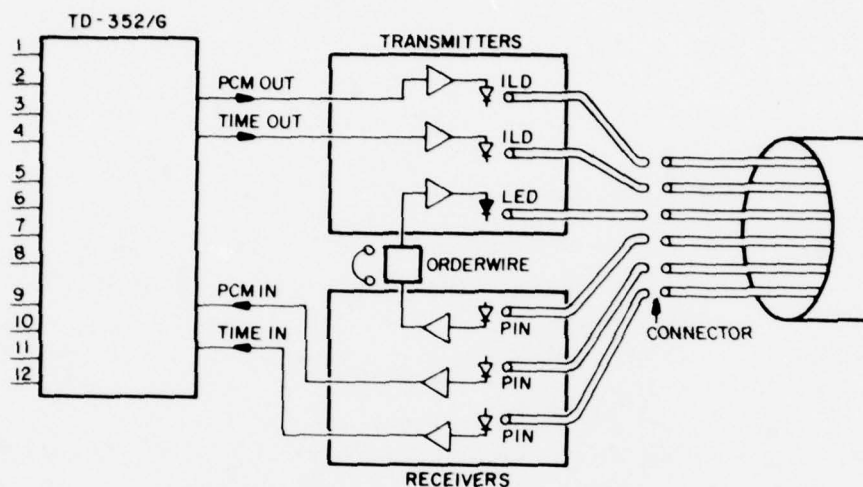 TD-352/G
1
2
3
4
5
6
7
8
9
10
11
12
PCM OUT
TIME OUT
PCM IN
TIME IN
TRANSMITTERS
ILD
ILD
LED
ORDERWIRE
PIN
PIN
PIN
RECEIVERS
CONNECTOR